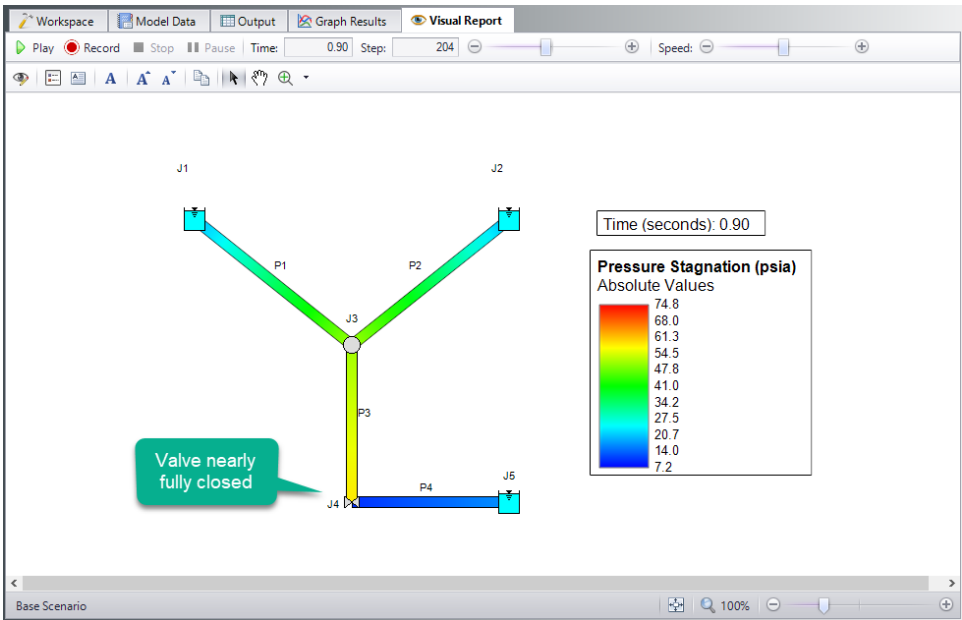 Workspace Model Data Output Graph Results Visual Report
Play Record Stop Pause Time: 0.90 Step: 204 Speed:
A A A
J1 J2
Time (seconds): 0.90
P1 P2
Pressure Stagnation (psia)
Absolute Values
74.8
68.0
61.3
54.5
47.8
41.0
34.2
27.5
20.7
14.0
7.2
J3
P3
Valve nearly
fully closed
J4 P4 J5
Base Scenario 100%